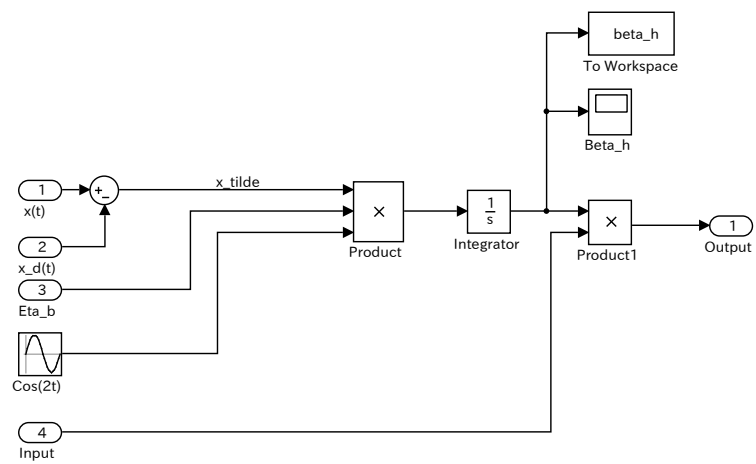 beta_h
To Workspace
Beta_h
1
x(t)
+
−
x_tilde
2
x_d(t)
3
Eta_b
×
Product
1
s
Integrator
×
Product1
1
Output
Cos(2t)
4
Input